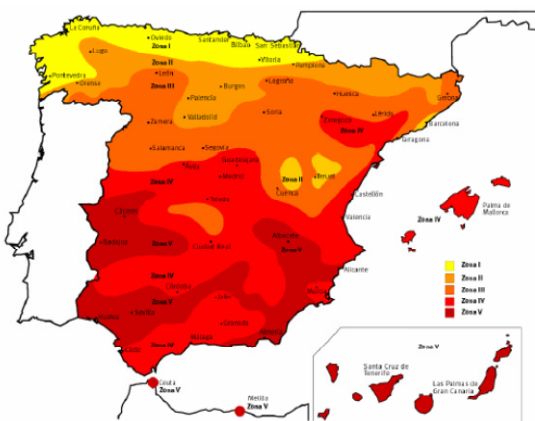 La Coruña
Oviedo
Santander
Bilbao
San Sebastián
Zona I
Lugo
Zona II
Vitoria
Pamplona
Pontevedra
Orense
León
Zona III
Burgos
Logroño
Huesca
Gerona
Palencia
Valladolid
Soria
Zaragoza
Zona IV
Lérida
Barcelona
Tarragona
Zamora
Salamanca
Segovia
Guadalajara
Ávila
Madrid
Zona IV
Zona II
Teruel
Cuenca
Castellón
Toledo
Valencia
Palma de
Mallorca
Zona IV
Cáceres
Badajoz
Zona V
Ciudad Real
Albacete
Zona V
Alicante
Zona IV
Córdoba
Zona V
Jaén
Murcia
Huelva
Sevilla
Granada
Almería
Málaga
Cádiz
Zona IV
Ceuta
Zona V
Melilla
Zona V
Zona I
Zona II
Zona III
Zona IV
Zona V
Zona V
Santa Cruz de
Tenerife
Las Palmas de
Gran Canaria